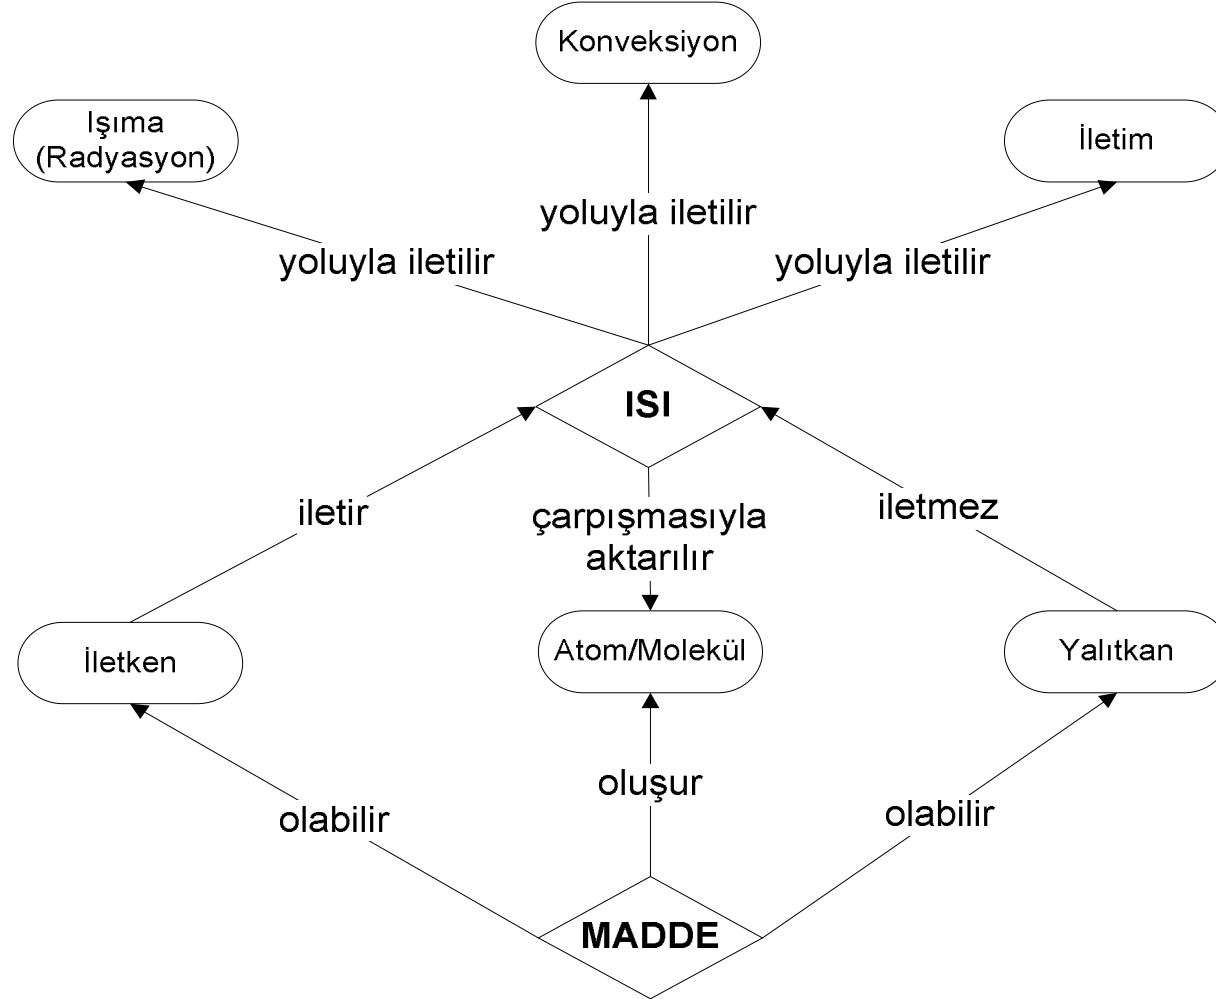 Konveksiyon
Işıma
(Radyasyon)
İletim
yoluyla iletilir
yoluyla iletilir
yoluyla iletilir
ISI
iletir
çarpışmasıyla
aktarılır
iletmez
İletken
Atom/Molekül
Yalıtkan
olabilir
oluşur
olabilir
MADDE